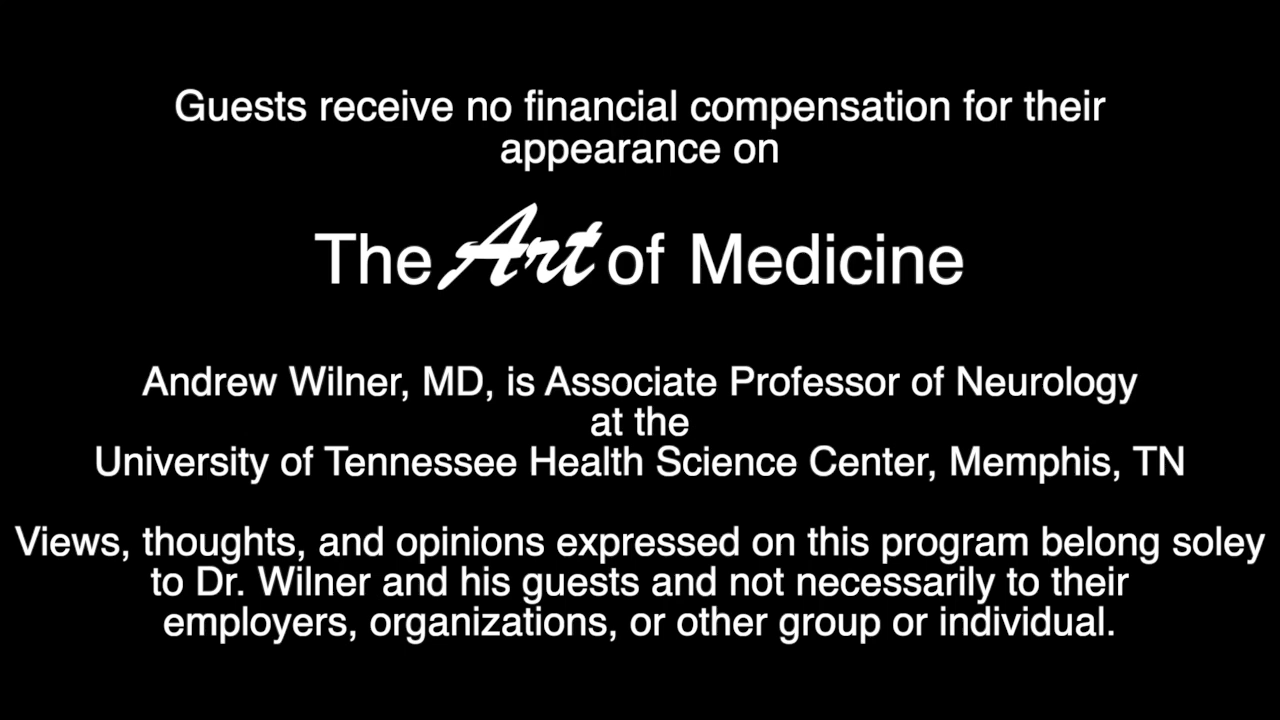 Guests receive no financial compensation for their
appearance on
The Art of Medicine
Andrew Wilner, MD, is Associate Professor of Neurology
at the
University of Tennessee Health Science Center, Memphis, TN
Views, thoughts, and opinions expressed on this program belong soley
to Dr. Wilner and his guests and not necessarily to their
employers, organizations, or other group or individual.